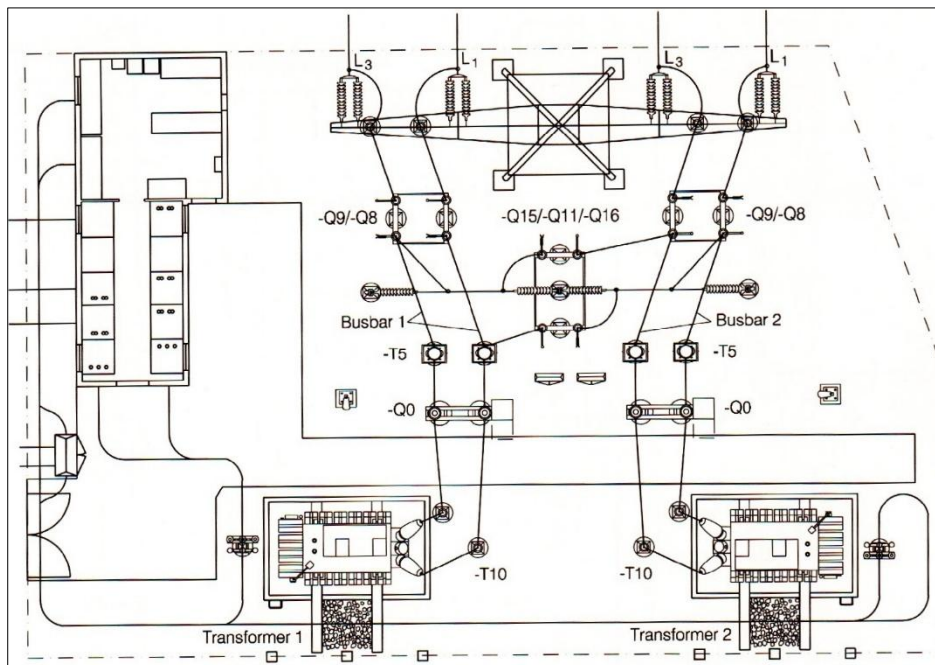 L3
L1
L3
L1
-Q9/-Q8
-Q15/-Q11/-Q16
-Q9/-Q8
Busbar 1
Busbar 2
-T5
-T5
-Q0
-Q0
-T10
-T10
Transformer 1
Transformer 2